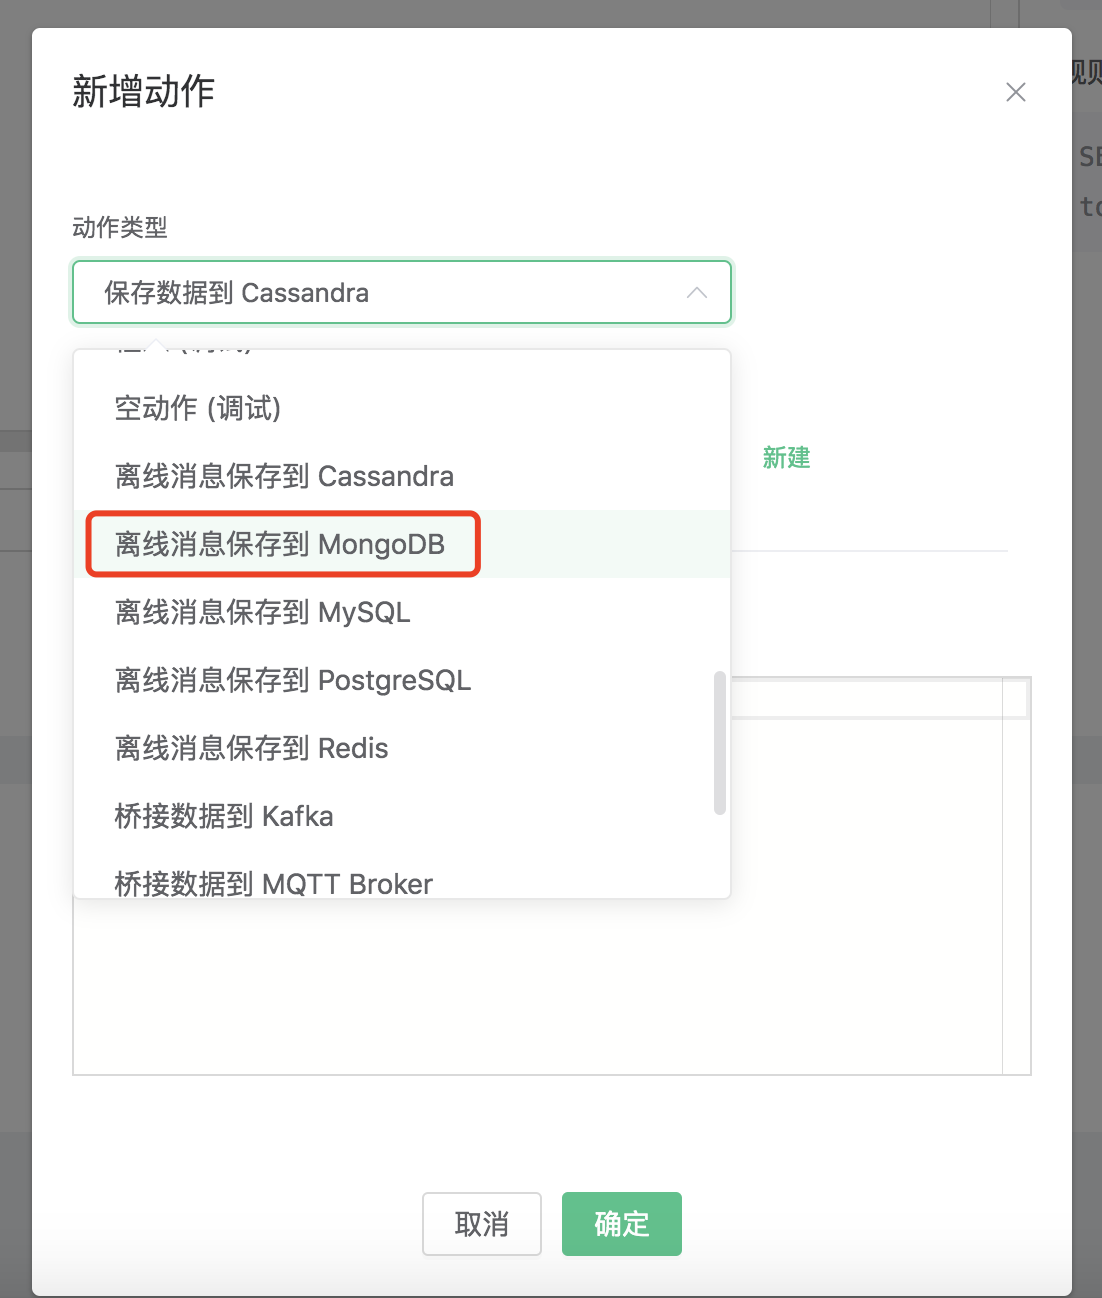 新增动作
动作类型
保存数据到 Cassandra
空动作 (调试)
离线消息保存到 Cassandra
新建
离线消息保存到 MongoDB
离线消息保存到 MySQL
离线消息保存到 PostgreSQL
离线消息保存到 Redis
桥接数据到 Kafka
桥接数据到 MQTT Broker
取消
确定